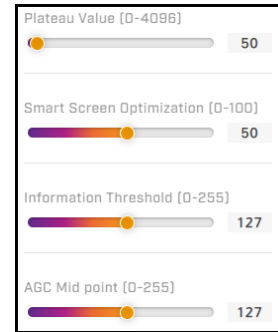 Plateau Value (0-4096)
50
Smart Screen Optimization (0-100)
50
Information Threshold (0-255)
127
AGC Mid point (0-255)
127